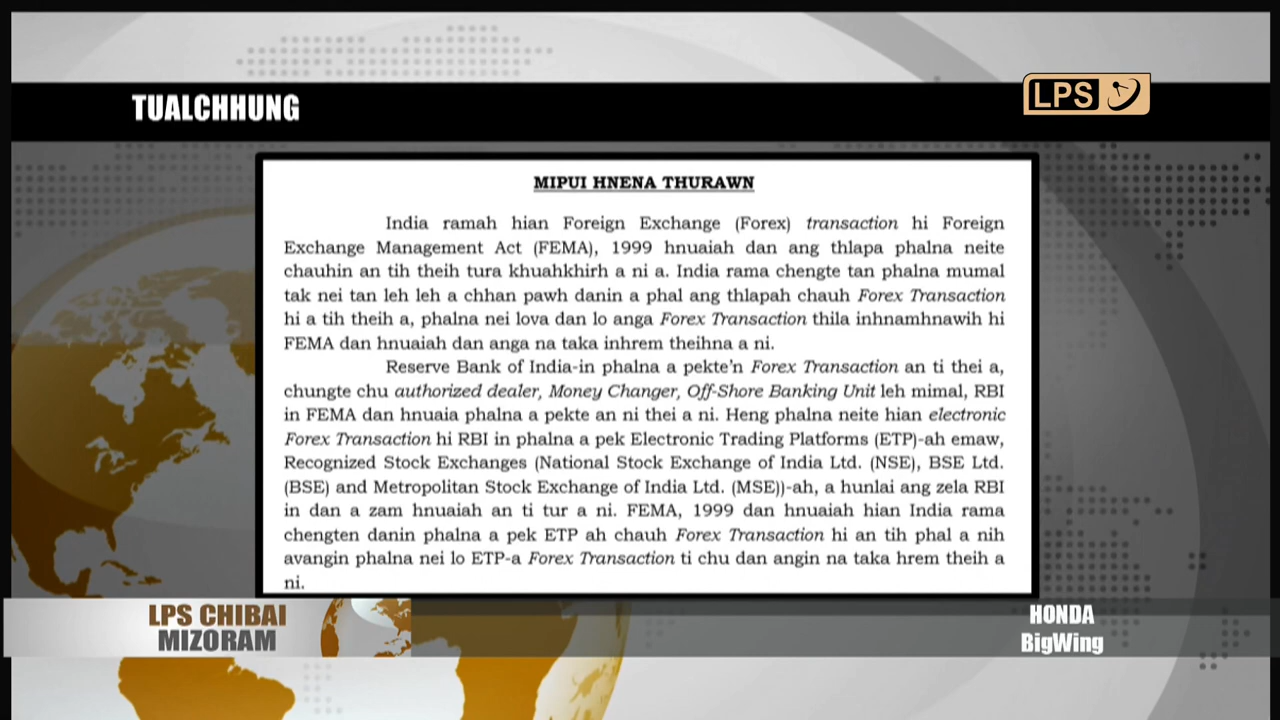 TUALCHHUNG
LPS
MIPUI HNENA THURAWN
India ramah hian Foreign Exchange (Forex) transaction hi Foreign
Exchange Management Act (FEMA), 1999 hnuaiah dan ang thlapa phalna neite
chauhin an tih theih tura khuahkhirh a ni a. India rama chengte tan phalna mumal
tak nei tan leh leh a chhan pawh danin a phal ang thlapah chauh Forex Transaction
hi a tih theih a, phalna nei lova dan lo anga Forex Transaction thila inhnamhnawih hi
FEMA dan hnuaiah dan anga na taka inhrem theihna a ni.
Reserve Bank of India-in phalna a pekte'n Forex Transaction an ti thei a,
chungte chu authorized dealer, Money Changer, Off-Shore Banking Unit leh mimal, RBI
in FEMA dan hnuaia phalna a pekte an ni thei a ni. Heng phalna neite hian electronic
Forex Transaction hi RBI in phalna a pek Electronic Trading Platforms (ETP)-ah emaw,
Recognized Stock Exchanges (National Stock Exchange of India Ltd. (NSE), BSE Ltd.
(BSE) and Metropolitan Stock Exchange of India Ltd. (MSE))-ah, a hunlai ang zela RBI
in dan a zam hnuaiah an ti tur a ni. FEMA, 1999 dan hnuaiah hian India rama
chengten danin phalna a pek ETP ah chauh Forex Transaction hi an tih phal a nih
avangin phalna nei lo ETP-a Forex Transaction ti chu dan angin na taka hrem theih a
ni.
LPS CHIBAI
MIZORAM
HONDA
BigWing